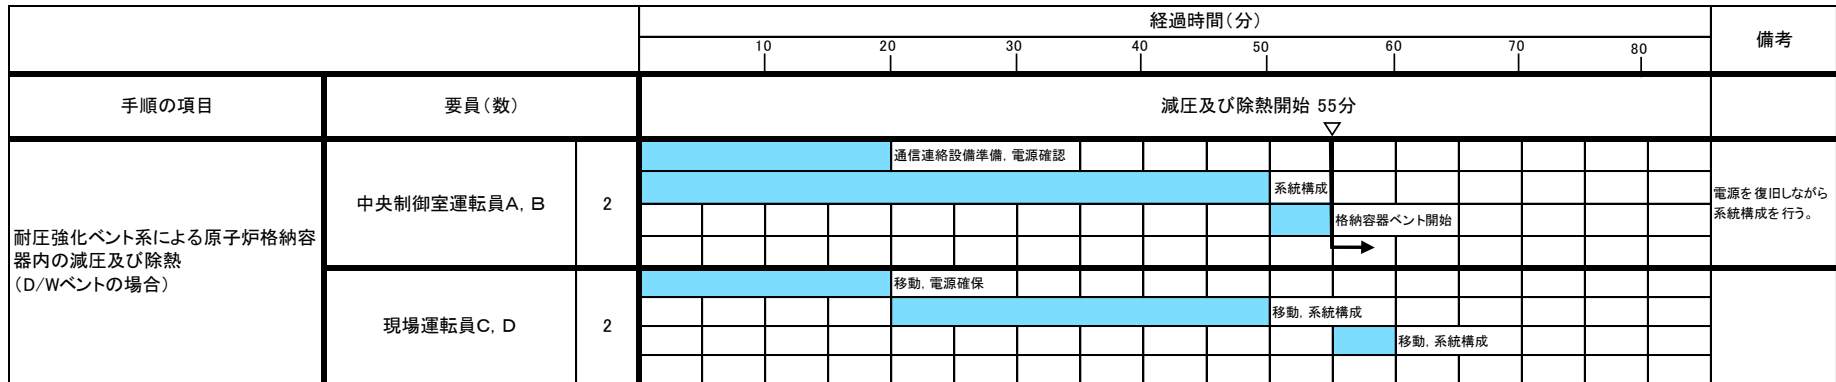 経過時間(分)
備考
10 20 30 40 50 60 70 80
手順の項目
要員(数)
減圧及び除熱開始 55分
▽
耐圧強化ベント系による原子炉格納容
器内の減圧及び除熱
(D/Wベントの場合)
中央制御室運転員A, B
2
通信連絡設備準備, 電源確認
系統構成
格納容器ベント開始
電源を復旧しながら
系統構成を行う。
現場運転員C, D
2
移動, 電源確保
移動, 系統構成
移動, 系統構成